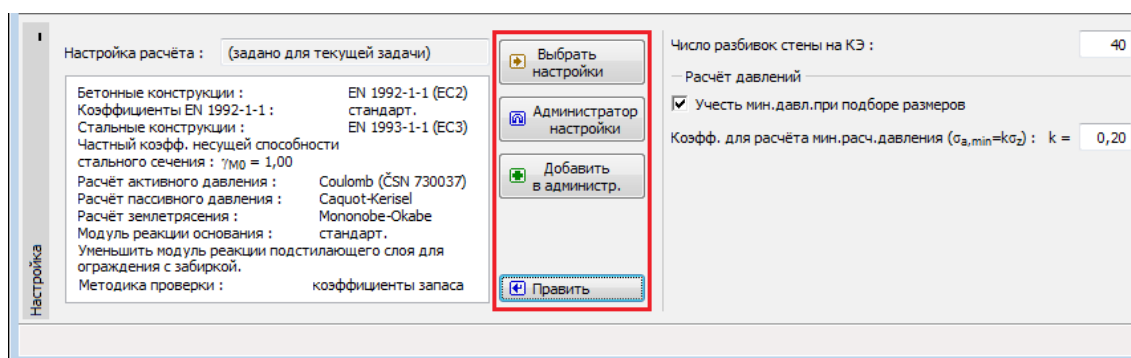 Настройка расчёта : (задано для текущей задачи)
Бетонные конструкции : EN 1992-1-1 (EC2)
Коэффициенты EN 1992-1-1 : стандарт.
Стальные конструкции : EN 1993-1-1 (EC3)
Частный коэфф. несущей способности
стального сечения : γM0 = 1,00
Расчёт активного давления : Coulomb (ČSN 730037)
Расчёт пассивного давления : Caquot-Kerisel
Расчёт землетрясения : Mononobe-Okabe
Модуль реакции основания : стандарт.
Уменьшить модуль реакции подстилающего слоя для
ограждения с забиркой.
Методика проверки : коэффициенты запаса
Выбрать
настройки
Администратор
настройки
Добавить
в администр.
Править
Число разбивок стены на КЭ : 40
Расчёт давлений
Учесть мин.давл.при подборе размеров
Коэфф. для расчёта мин.расч.давления (σa,min=kσz) : k = 0,20
Настройка